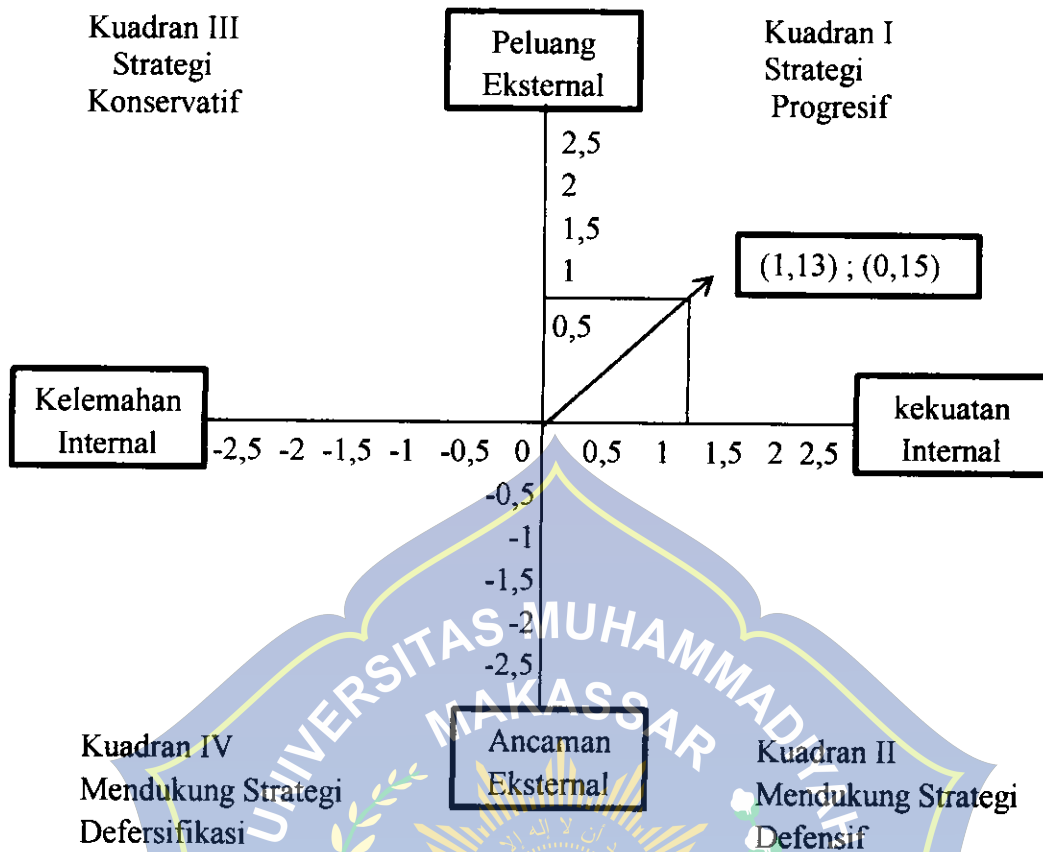 Kuadran III
Strategi
Konservatif
Peluang
Eksternal
Kuadran I
Strategi
Progresif
2,5
2
1,5
1
0,5
(1,13) ; (0,15)
Kelemahan
Internal
kekuatan
Internal
-2,5 -2 -1,5 -1 -0,5 0 0,5 1 1,5 2 2,5
-0,5
-1
-1,5
-2
-2,5
UNIVERSITAS MUHAMMADIYAH
MAKASSAR
Ancaman
Eksternal
Kuadran IV
Mendukung Strategi
Defersifikasi
Kuadran II
Mendukung Strategi
Defensif